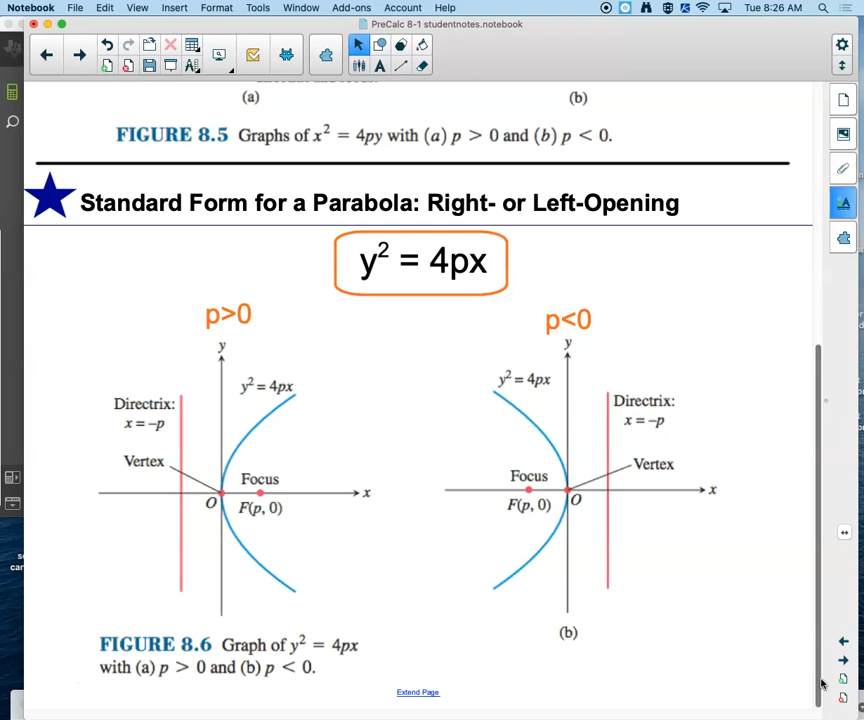 Notebook File Edit View Insert Format Tools Window Add-ons Account Help Tue 8:26 AM
PreCalc 8-1 studentnotes.notebook
(a) (b)
FIGURE 8.5 Graphs of x² = 4py with (a) p > 0 and (b) p < 0.
Standard Form for a Parabola: Right- or Left-Opening
y² = 4px
p>0
p<0
y
y² = 4px
Directrix:
x = −p
Vertex
Focus
O
F(p, 0)
x
y
y² = 4px
Directrix:
x = −p
Focus
Vertex
F(p, 0)
O
x
(b)
FIGURE 8.6 Graph of y² = 4px
with (a) p > 0 and (b) p < 0.
Extend Page